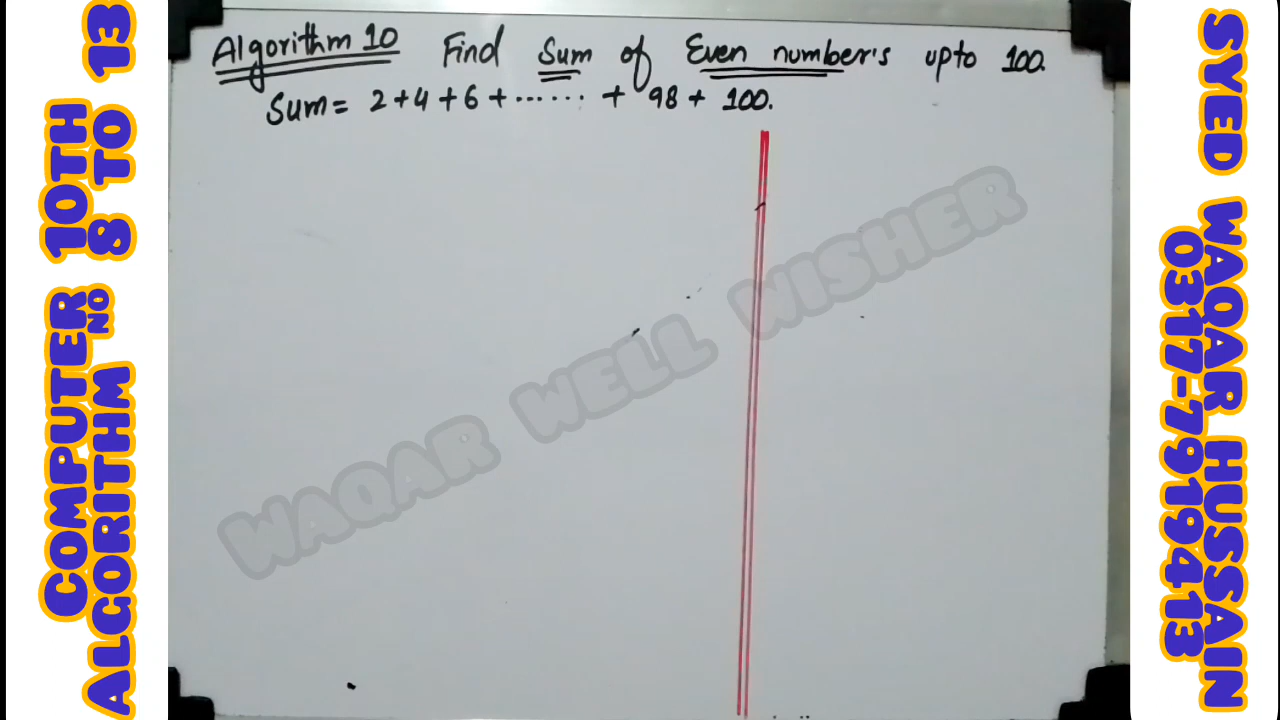 COMPUTER 10TH
ALGORITHM NO 8 TO 13
Algorithm 10 Find Sum of Even number's upto 100.
Sum = 2+4+6+...... + 98 + 100.
WAQAR WELL WISHER
SYED WAQAR HUSSAIN
0317=7919413